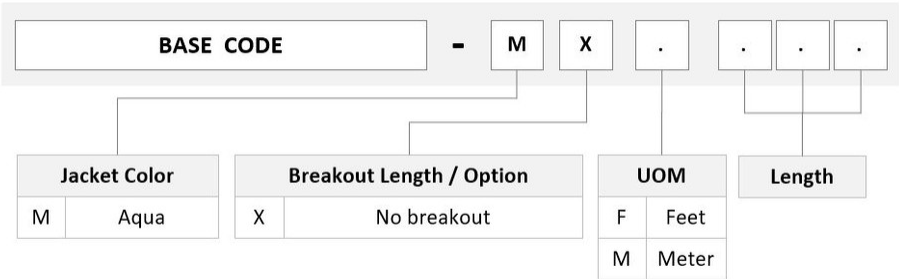 BASE CODE - M X . . . .
Jacket Color Breakout Length / Option UOM Length
M Aqua X No breakout F Feet
M Meter